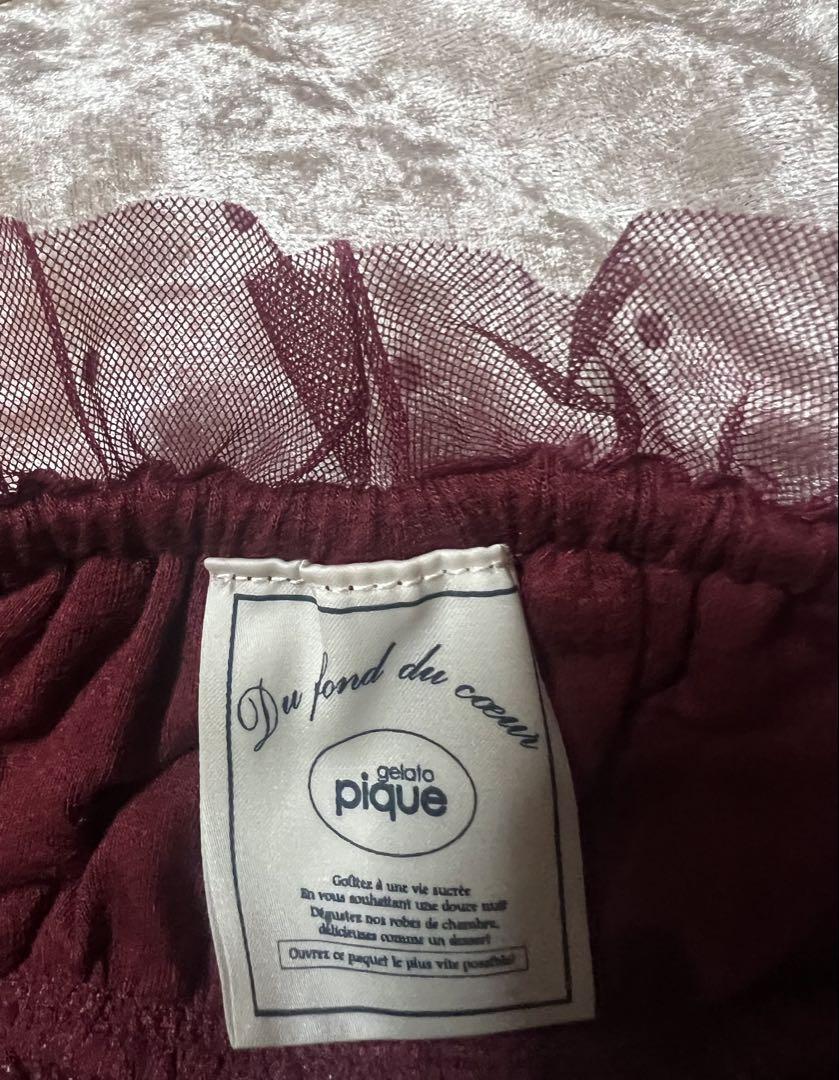 Du fond du cœur
gelato
pique
Goûtez à une vie sucrée
En vous souhaitant une douce nuit
Dégustez nos robes de chambre,
délicieuses comme un dessert
Ouvrez ce paquet le plus vite possible!